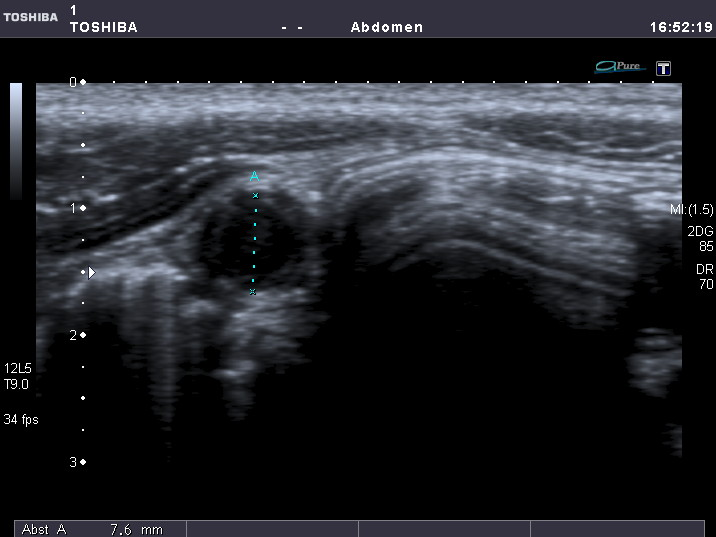 TOSHIBA
1
TOSHIBA - - Abdomen 16:52:19
aPure T
0
A
1
MI:(1.5)
2DG
85
DR
70
2
12L5
T9.0
34 fps
3
Abst A 7.6 mm